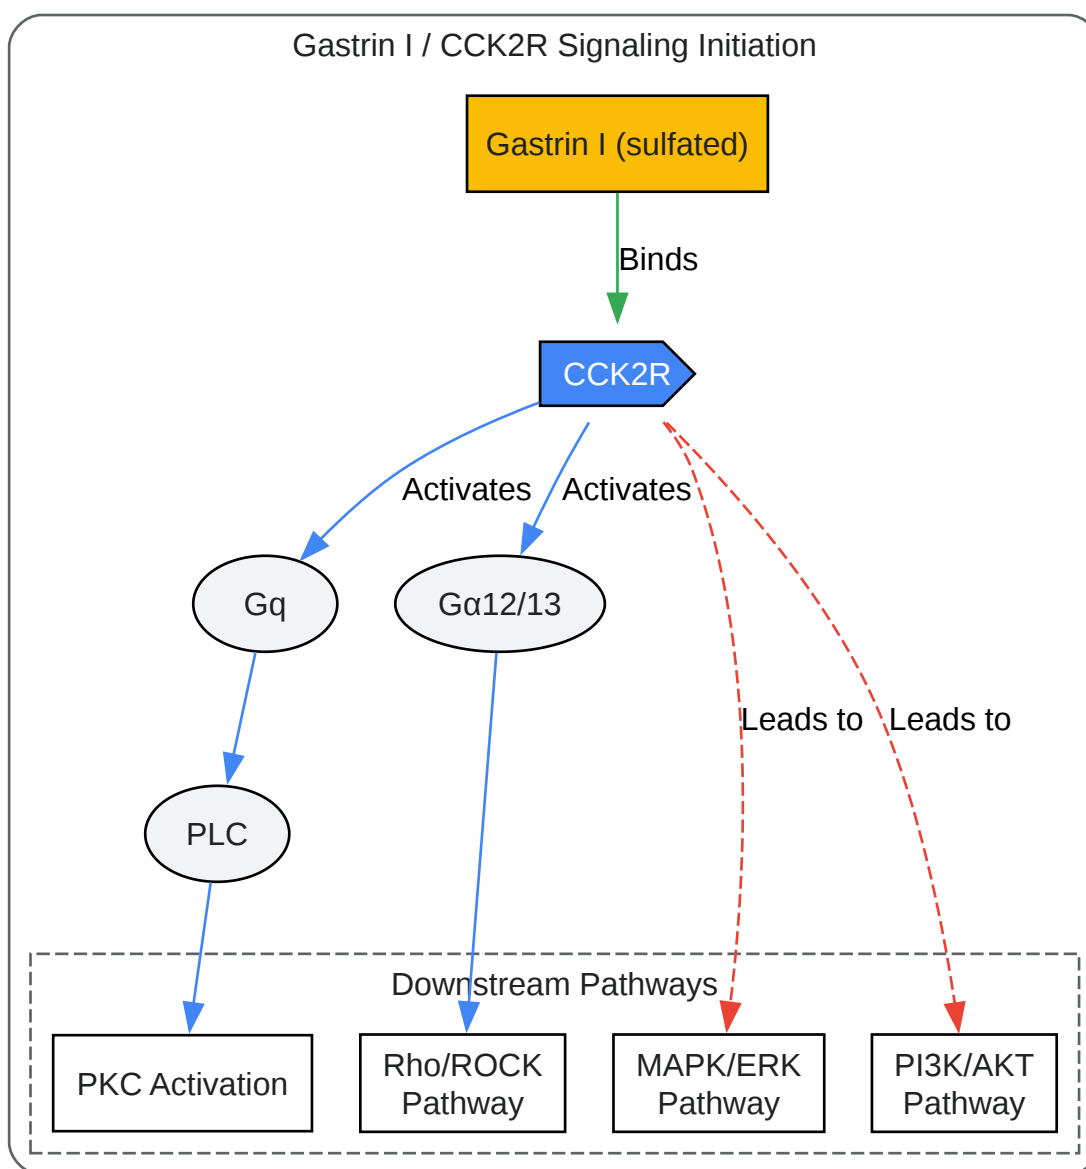 Gastrin I / CCK2R Signaling Initiation
Gastrin I (sulfated)
Binds
CCK2R
Activates
Activates
Gq
Gα12/13
Leads to
Leads to
PLC
Downstream Pathways
PKC Activation
Rho/ROCK
Pathway
MAPK/ERK
Pathway
PI3K/AKT
Pathway